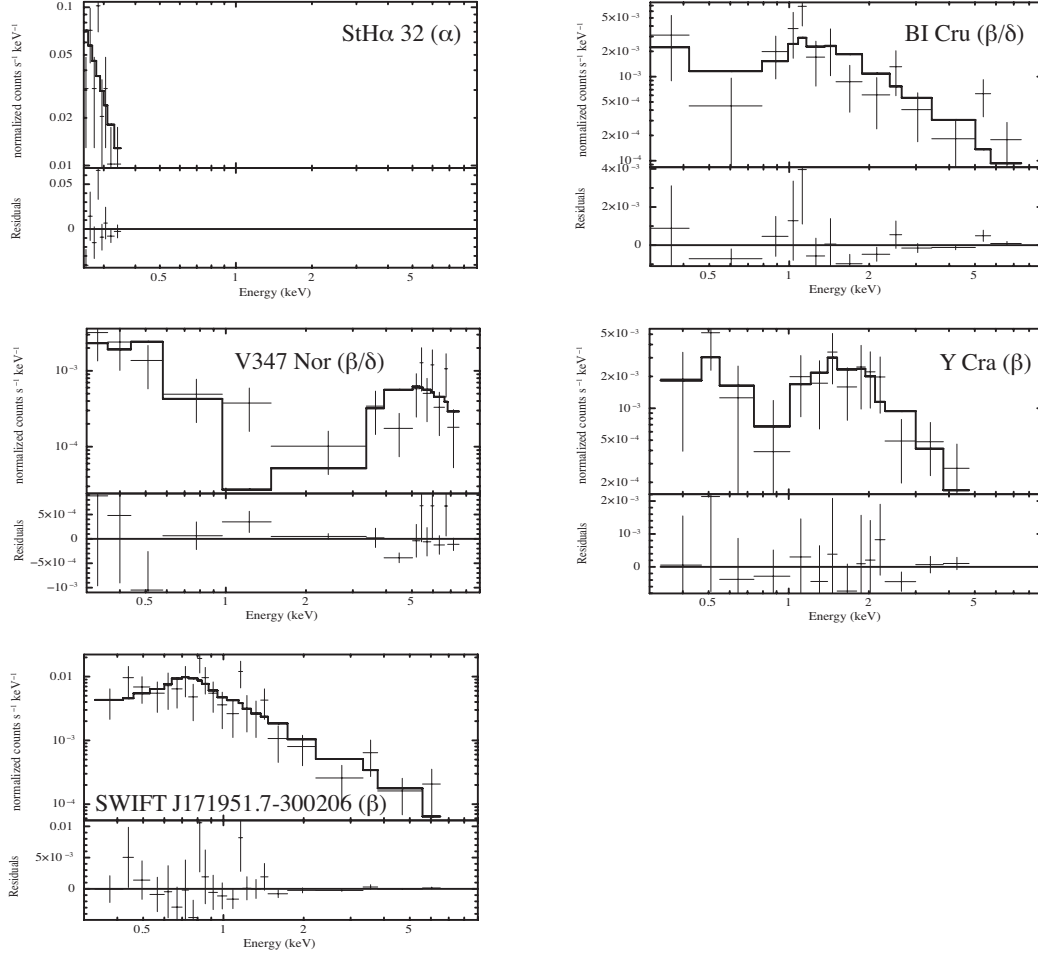 StHα 32 (α)
normalized counts s⁻¹ keV⁻¹
0.1
0.01
Residuals
0.05
0
0.5 1 2 5
Energy (keV)
BI Cru (β/δ)
normalized counts s⁻¹ keV⁻¹
5×10⁻³
2×10⁻³
10⁻³
5×10⁻⁴
2×10⁻⁴
10⁻⁴
Residuals
4×10⁻³
2×10⁻³
0
0.5 1 2 5
Energy (keV)
V347 Nor (β/δ)
normalized counts s⁻¹ keV⁻¹
10⁻³
10⁻⁴
Residuals
5×10⁻⁴
0
−5×10⁻⁴
−10⁻³
0.5 1 2 5
Energy (keV)
Y Cra (β)
normalized counts s⁻¹ keV⁻¹
5×10⁻³
2×10⁻³
10⁻³
5×10⁻⁴
2×10⁻⁴
Residuals
2×10⁻³
10⁻³
0
0.5 1 2 5
Energy (keV)
SWIFT J171951.7-300206 (β)
normalized counts s⁻¹ keV⁻¹
0.01
10⁻³
10⁻⁴
Residuals
0.01
5×10⁻³
0
0.5 1 2 5
Energy (keV)